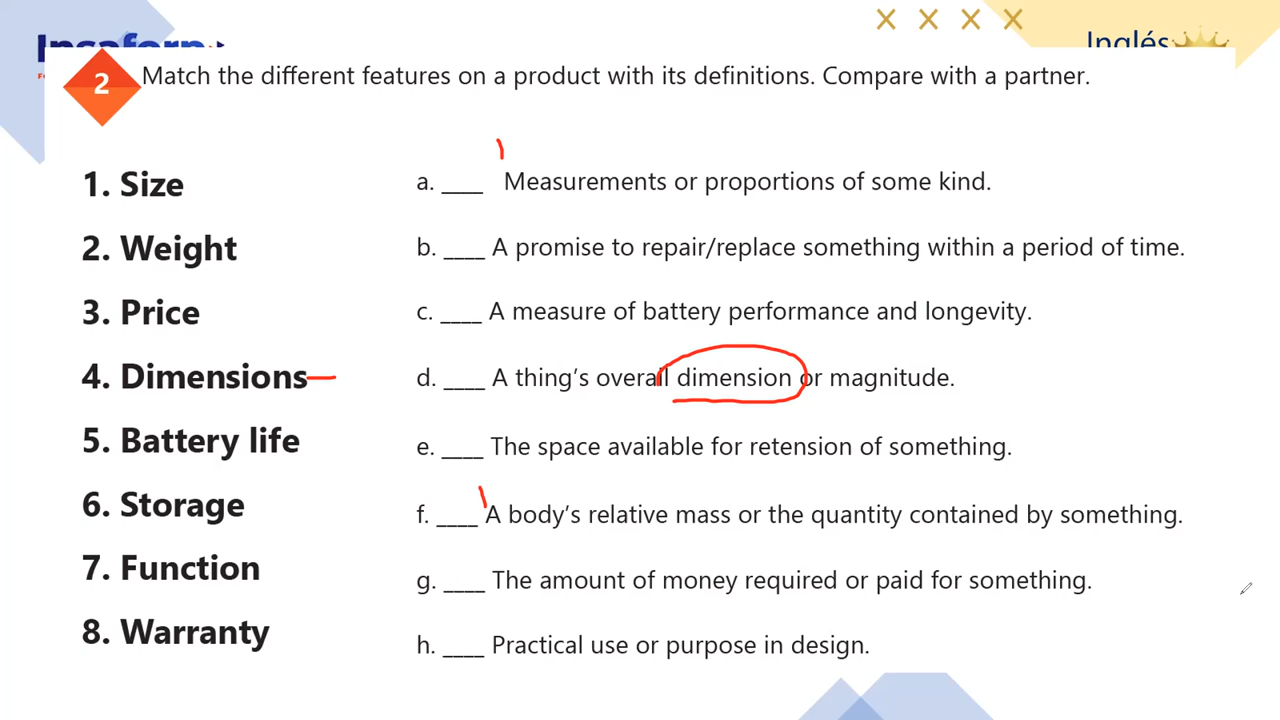 Inglés
2
Match the different features on a product with its definitions. Compare with a partner.
1. Size
2. Weight
3. Price
4. Dimensions
5. Battery life
6. Storage
7. Function
8. Warranty
a. ____ Measurements or proportions of some kind.
b. ____ A promise to repair/replace something within a period of time.
c. ____ A measure of battery performance and longevity.
d. ____ A thing's overall dimension or magnitude.
e. ____ The space available for retension of something.
f. ____ A body's relative mass or the quantity contained by something.
g. ____ The amount of money required or paid for something.
h. ____ Practical use or purpose in design.